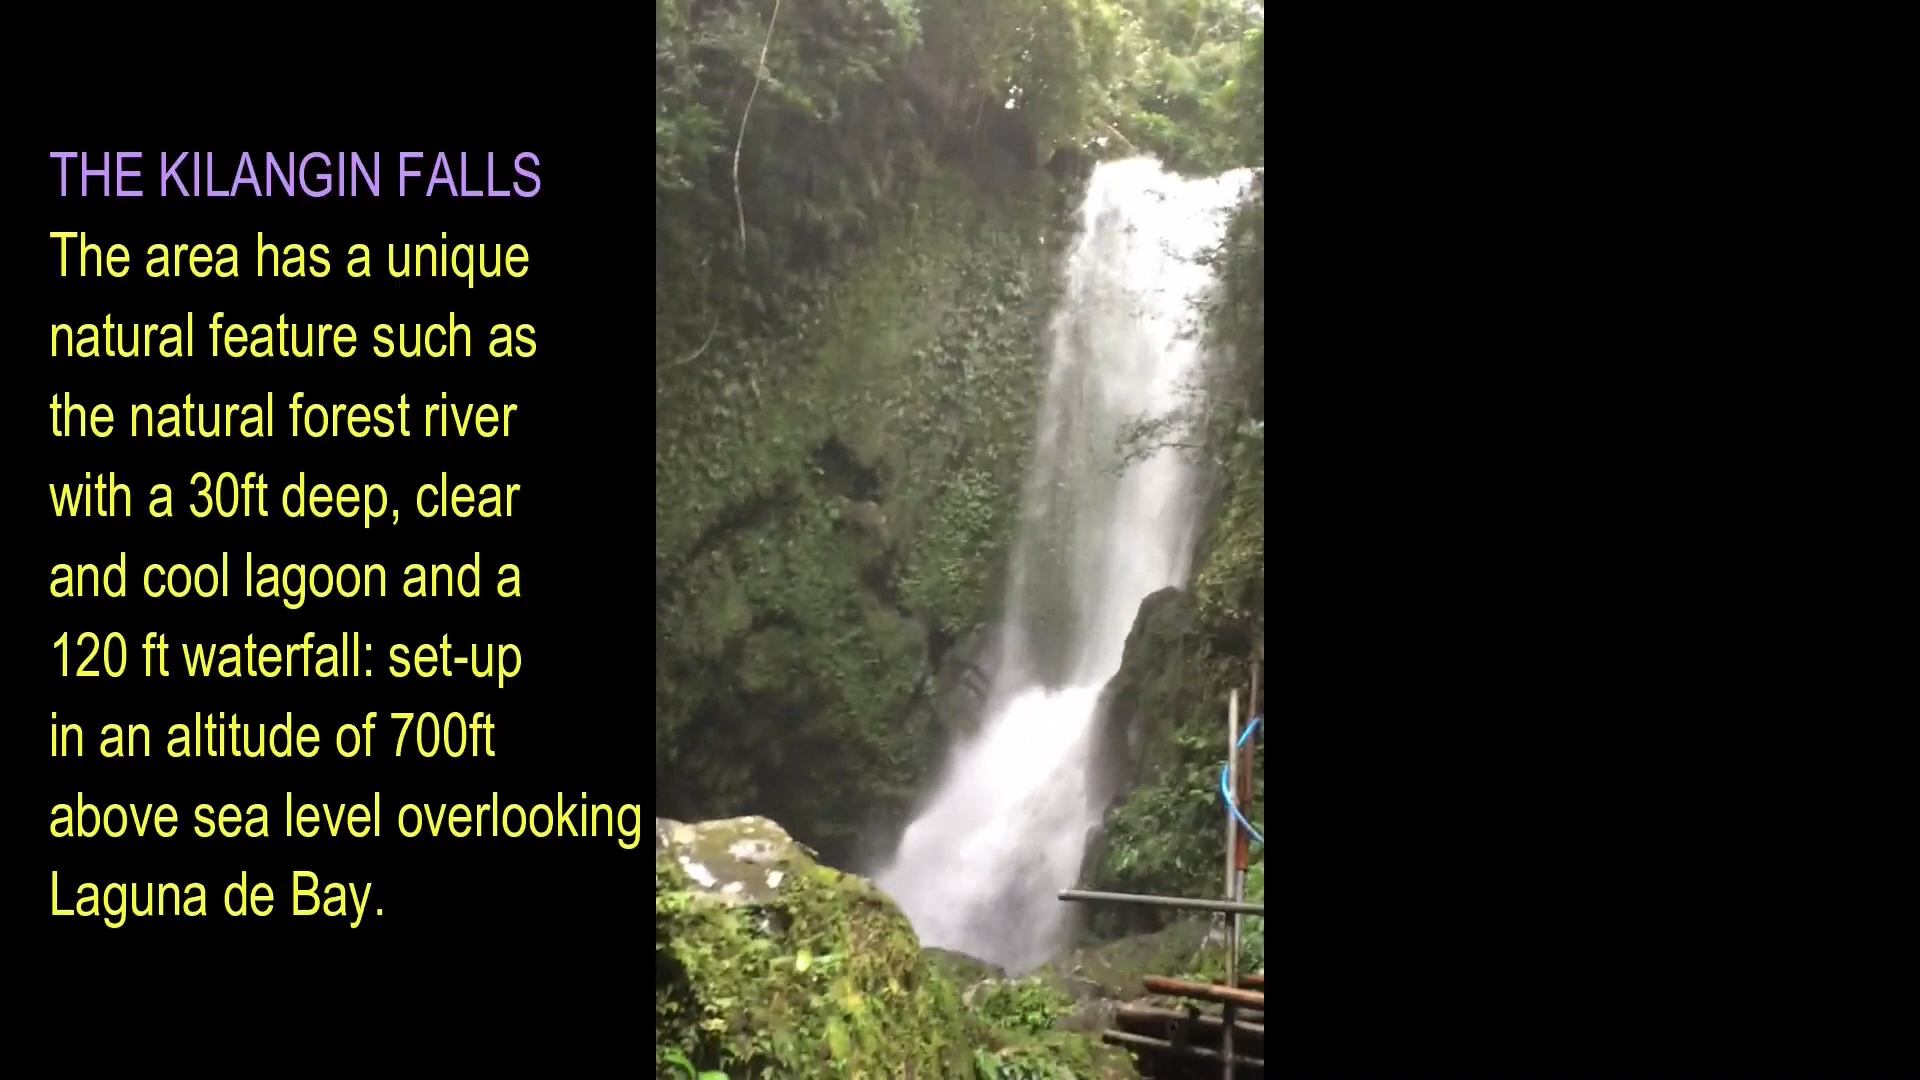 THE KILANGIN FALLS
The area has a unique
natural feature such as
the natural forest river
with a 30ft deep, clear
and cool lagoon and a
120 ft waterfall: set-up
in an altitude of 700ft
above sea level overlooking
Laguna de Bay.